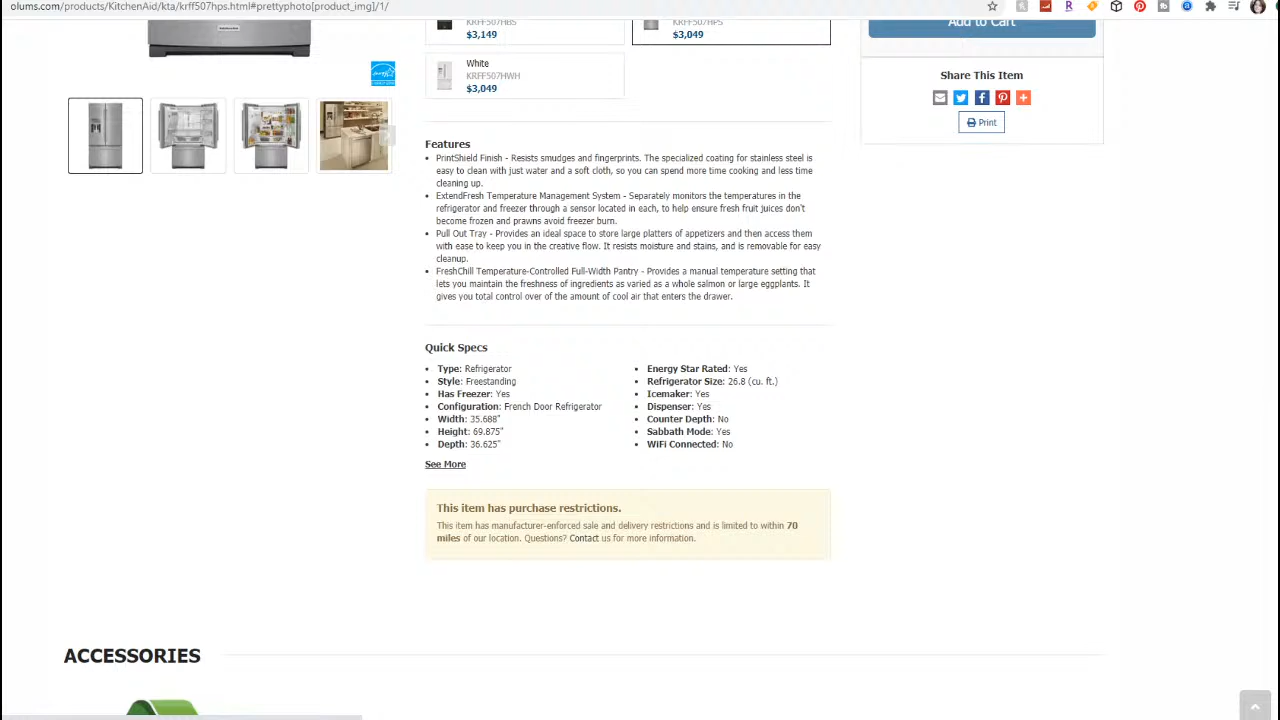 olums.com/products/KitchenAid/kta/krff507hps.html#prettyphoto[product_img]/1/
KRFF507HBS
$3,149
KRFF507HPS
$3,049
Add to Cart
White
KRFF507HWH
$3,049
Share This Item
Print
Features
PrintShield Finish - Resists smudges and fingerprints. The specialized coating for stainless steel is
easy to clean with just water and a soft cloth, so you can spend more time cooking and less time
cleaning up.
ExtendFresh Temperature Management System - Separately monitors the temperatures in the
refrigerator and freezer through a sensor located in each, to help ensure fresh fruit juices don't
become frozen and prawns avoid freezer burn.
Pull Out Tray - Provides an ideal space to store large platters of appetizers and then access them
with ease to keep you in the creative flow. It resists moisture and stains, and is removable for easy
cleanup.
FreshChill Temperature-Controlled Full-Width Pantry - Provides a manual temperature setting that
lets you maintain the freshness of ingredients as varied as a whole salmon or large eggplants. It
gives you total control over the amount of cool air that enters the drawer.
Quick Specs
Type: Refrigerator
Style: Freestanding
Has Freezer: Yes
Configuration: French Door Refrigerator
Width: 35.688"
Height: 69.875"
Depth: 36.625"
Energy Star Rated: Yes
Refrigerator Size: 26.8 (cu. ft.)
Icemaker: Yes
Dispenser: Yes
Counter Depth: No
Sabbath Mode: Yes
WiFi Connected: No
See More
This item has purchase restrictions.
This item has manufacturer-enforced sale and delivery restrictions and is limited to within 70
miles of our location. Questions? Contact us for more information.
ACCESSORIES